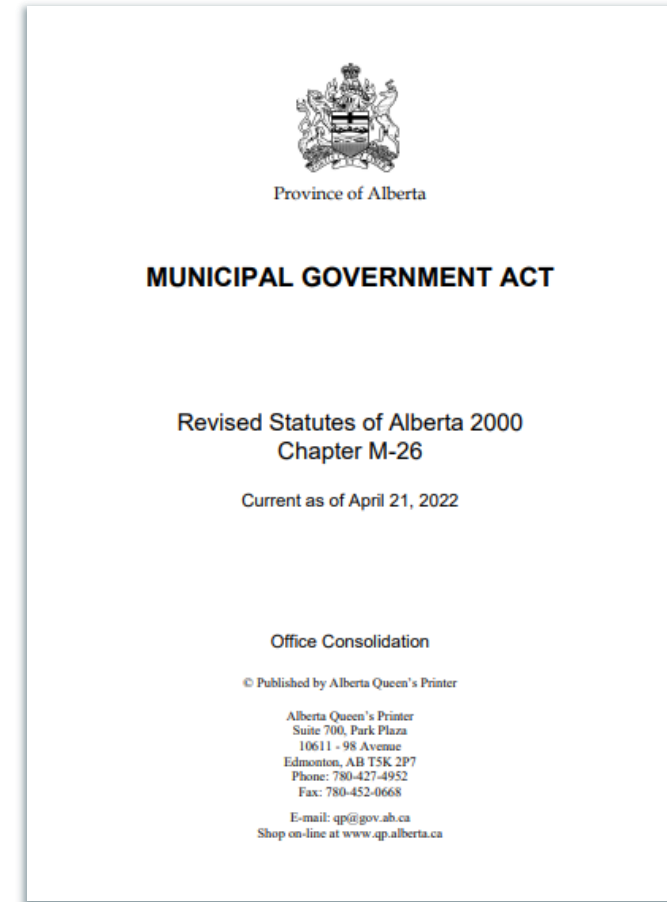 Province of Alberta
MUNICIPAL GOVERNMENT ACT
Revised Statutes of Alberta 2000
Chapter M-26
Current as of April 21, 2022
Office Consolidation
© Published by Alberta Queen's Printer
Alberta Queen's Printer
Suite 700, Park Plaza
10611 - 98 Avenue
Edmonton, AB T5K 2P7
Phone: 780-427-4952
Fax: 780-452-0668
E-mail: qp@gov.ab.ca
Shop on-line at www.qp.alberta.ca